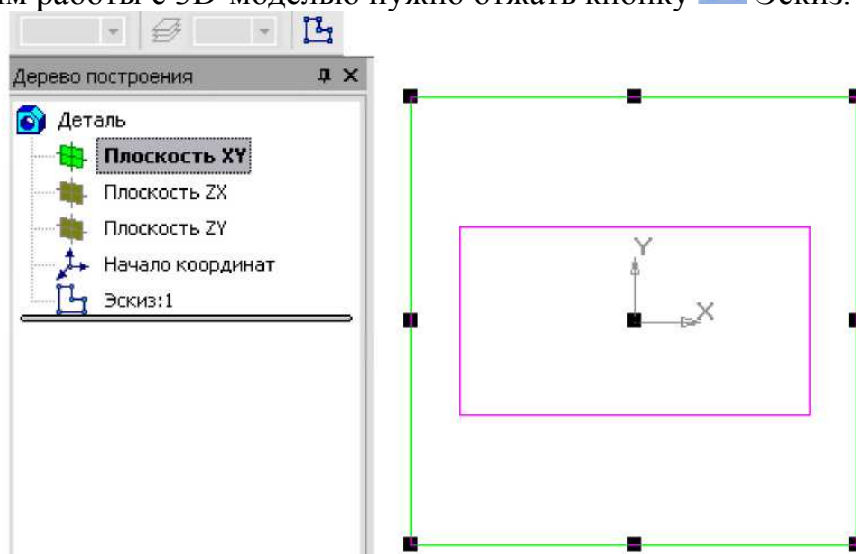 работы с 3D-моделью нужно отжать кнопку Эскиз.
Дерево построения
Деталь
Плоскость XY
Плоскость ZX
Плоскость ZY
Начало координат
Эскиз:1
Y
X